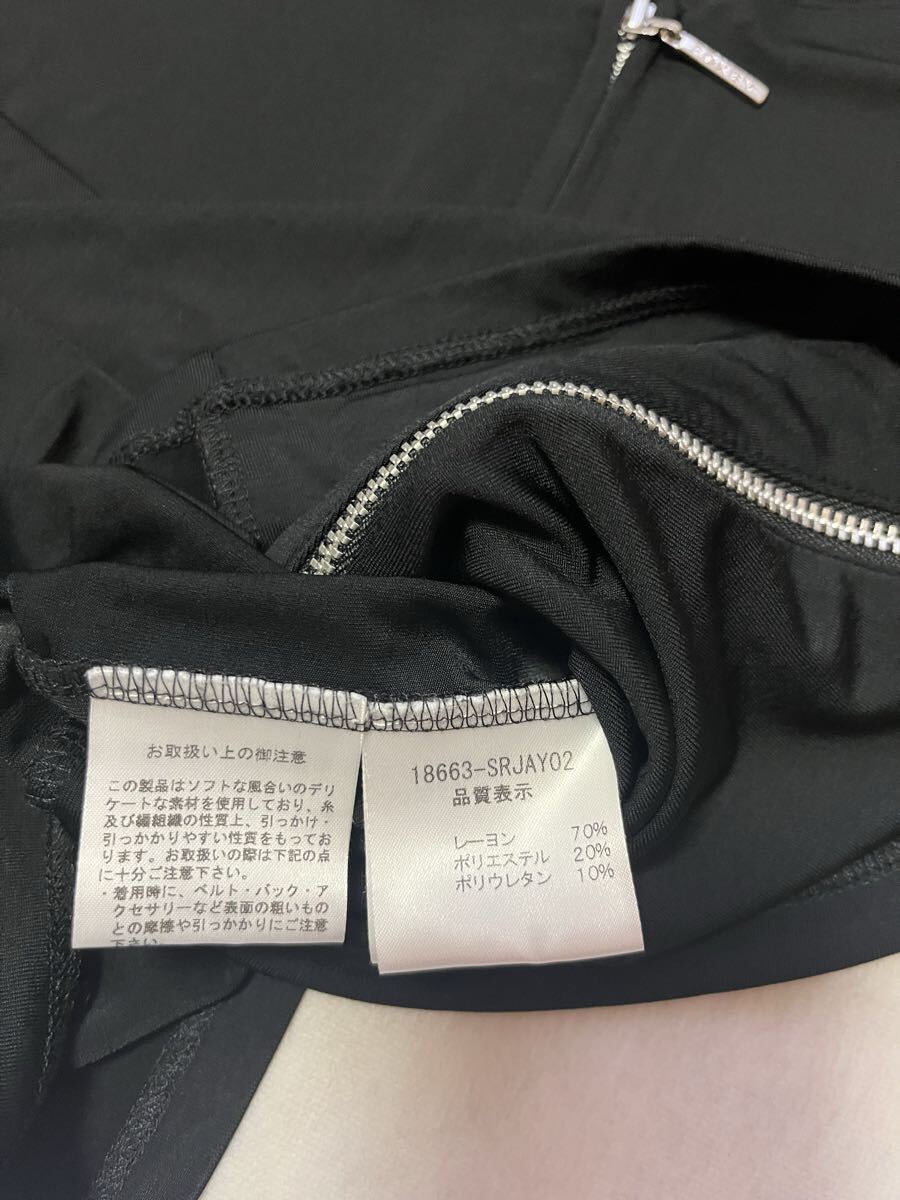 お取扱い上の御注意
この製品はソフトな風合いのデリ
ケートな素材を使用しており、糸
及び編組織の性質上、引っかけ・
引っかかりやすい性質をもってお
ります。お取扱いの際は下記の点
に十分ご注意下さい。
・着用時に、ベルト・バック・ア
クセサリーなど表面の粗いもの
との摩擦や引っかかりにご注意
下さい。
18663-SRJAY02
品質表示
レーヨン 70%
ポリエステル 20%
ポリウレタン 10%